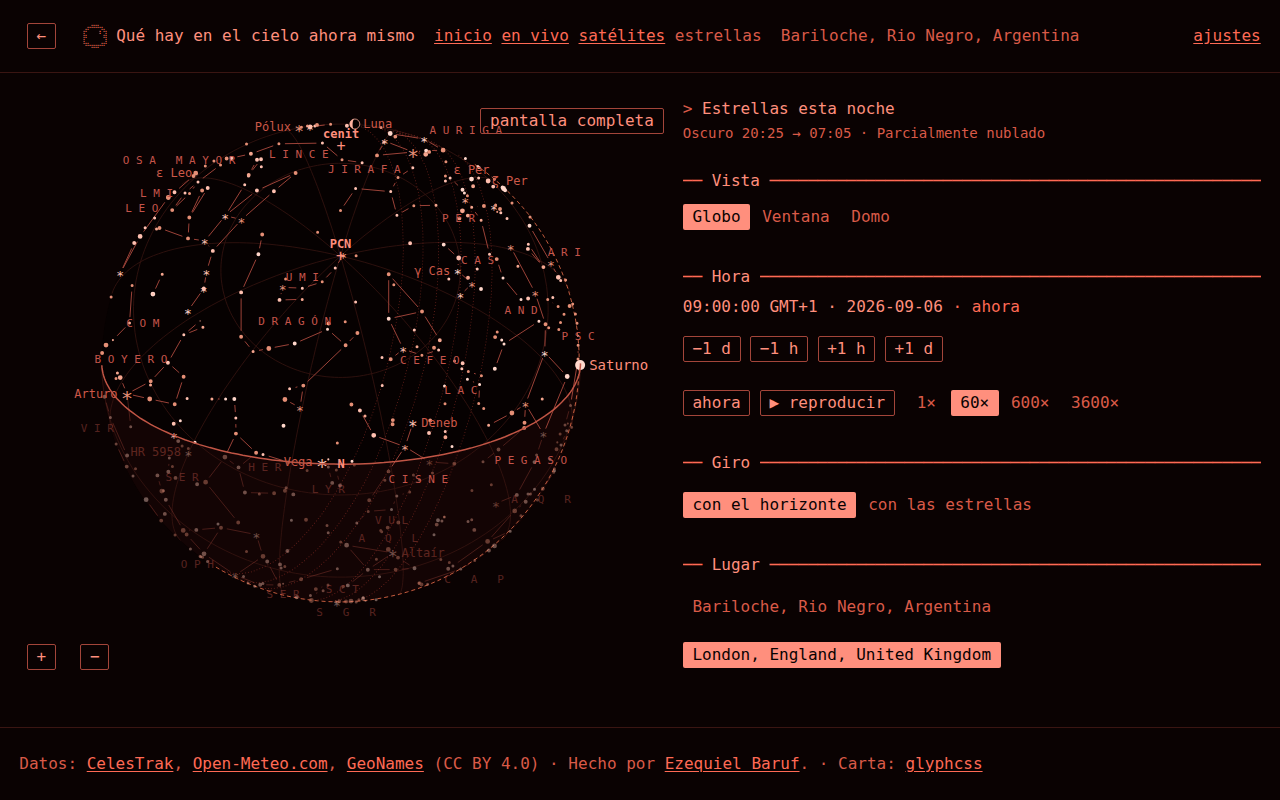 ← Qué hay en el cielo ahora mismo inicio en vivo satélites estrellas Bariloche, Rio Negro, Argentina ajustes
pantalla completa
Pólux
Luna
cenit
AURIGA
LINCE
OSA MAYOR
JIRAFA
ε Leo
ε Per
ξ Per
LMI
LEO
PER
PCN
ARI
CAS
γ Cas
UMI
AND
COM
DRAGÓN
PSC
BOYERO
CEFEO
Saturno
Arturo
LAC
VIR
Deneb
HR 5958
HER
Vega
N
PEGASO
SER
CISNE
LYR
AQR
VUL
AQL
Altair
OPH
CAP
SER
SCT
SGR
+ −
> Estrellas esta noche
Oscuro 20:25 → 07:05 · Parcialmente nublado
Vista
Globo Ventana Domo
Hora
09:00:00 GMT+1 · 2026-09-06 · ahora
−1 d −1 h +1 h +1 d
ahora ▶ reproducir 1× 60× 600× 3600×
Giro
con el horizonte con las estrellas
Lugar
Bariloche, Rio Negro, Argentina
London, England, United Kingdom
Datos: CelesTrak, Open-Meteo.com, GeoNames (CC BY 4.0) · Hecho por Ezequiel Baruf. · Carta: glyphcss